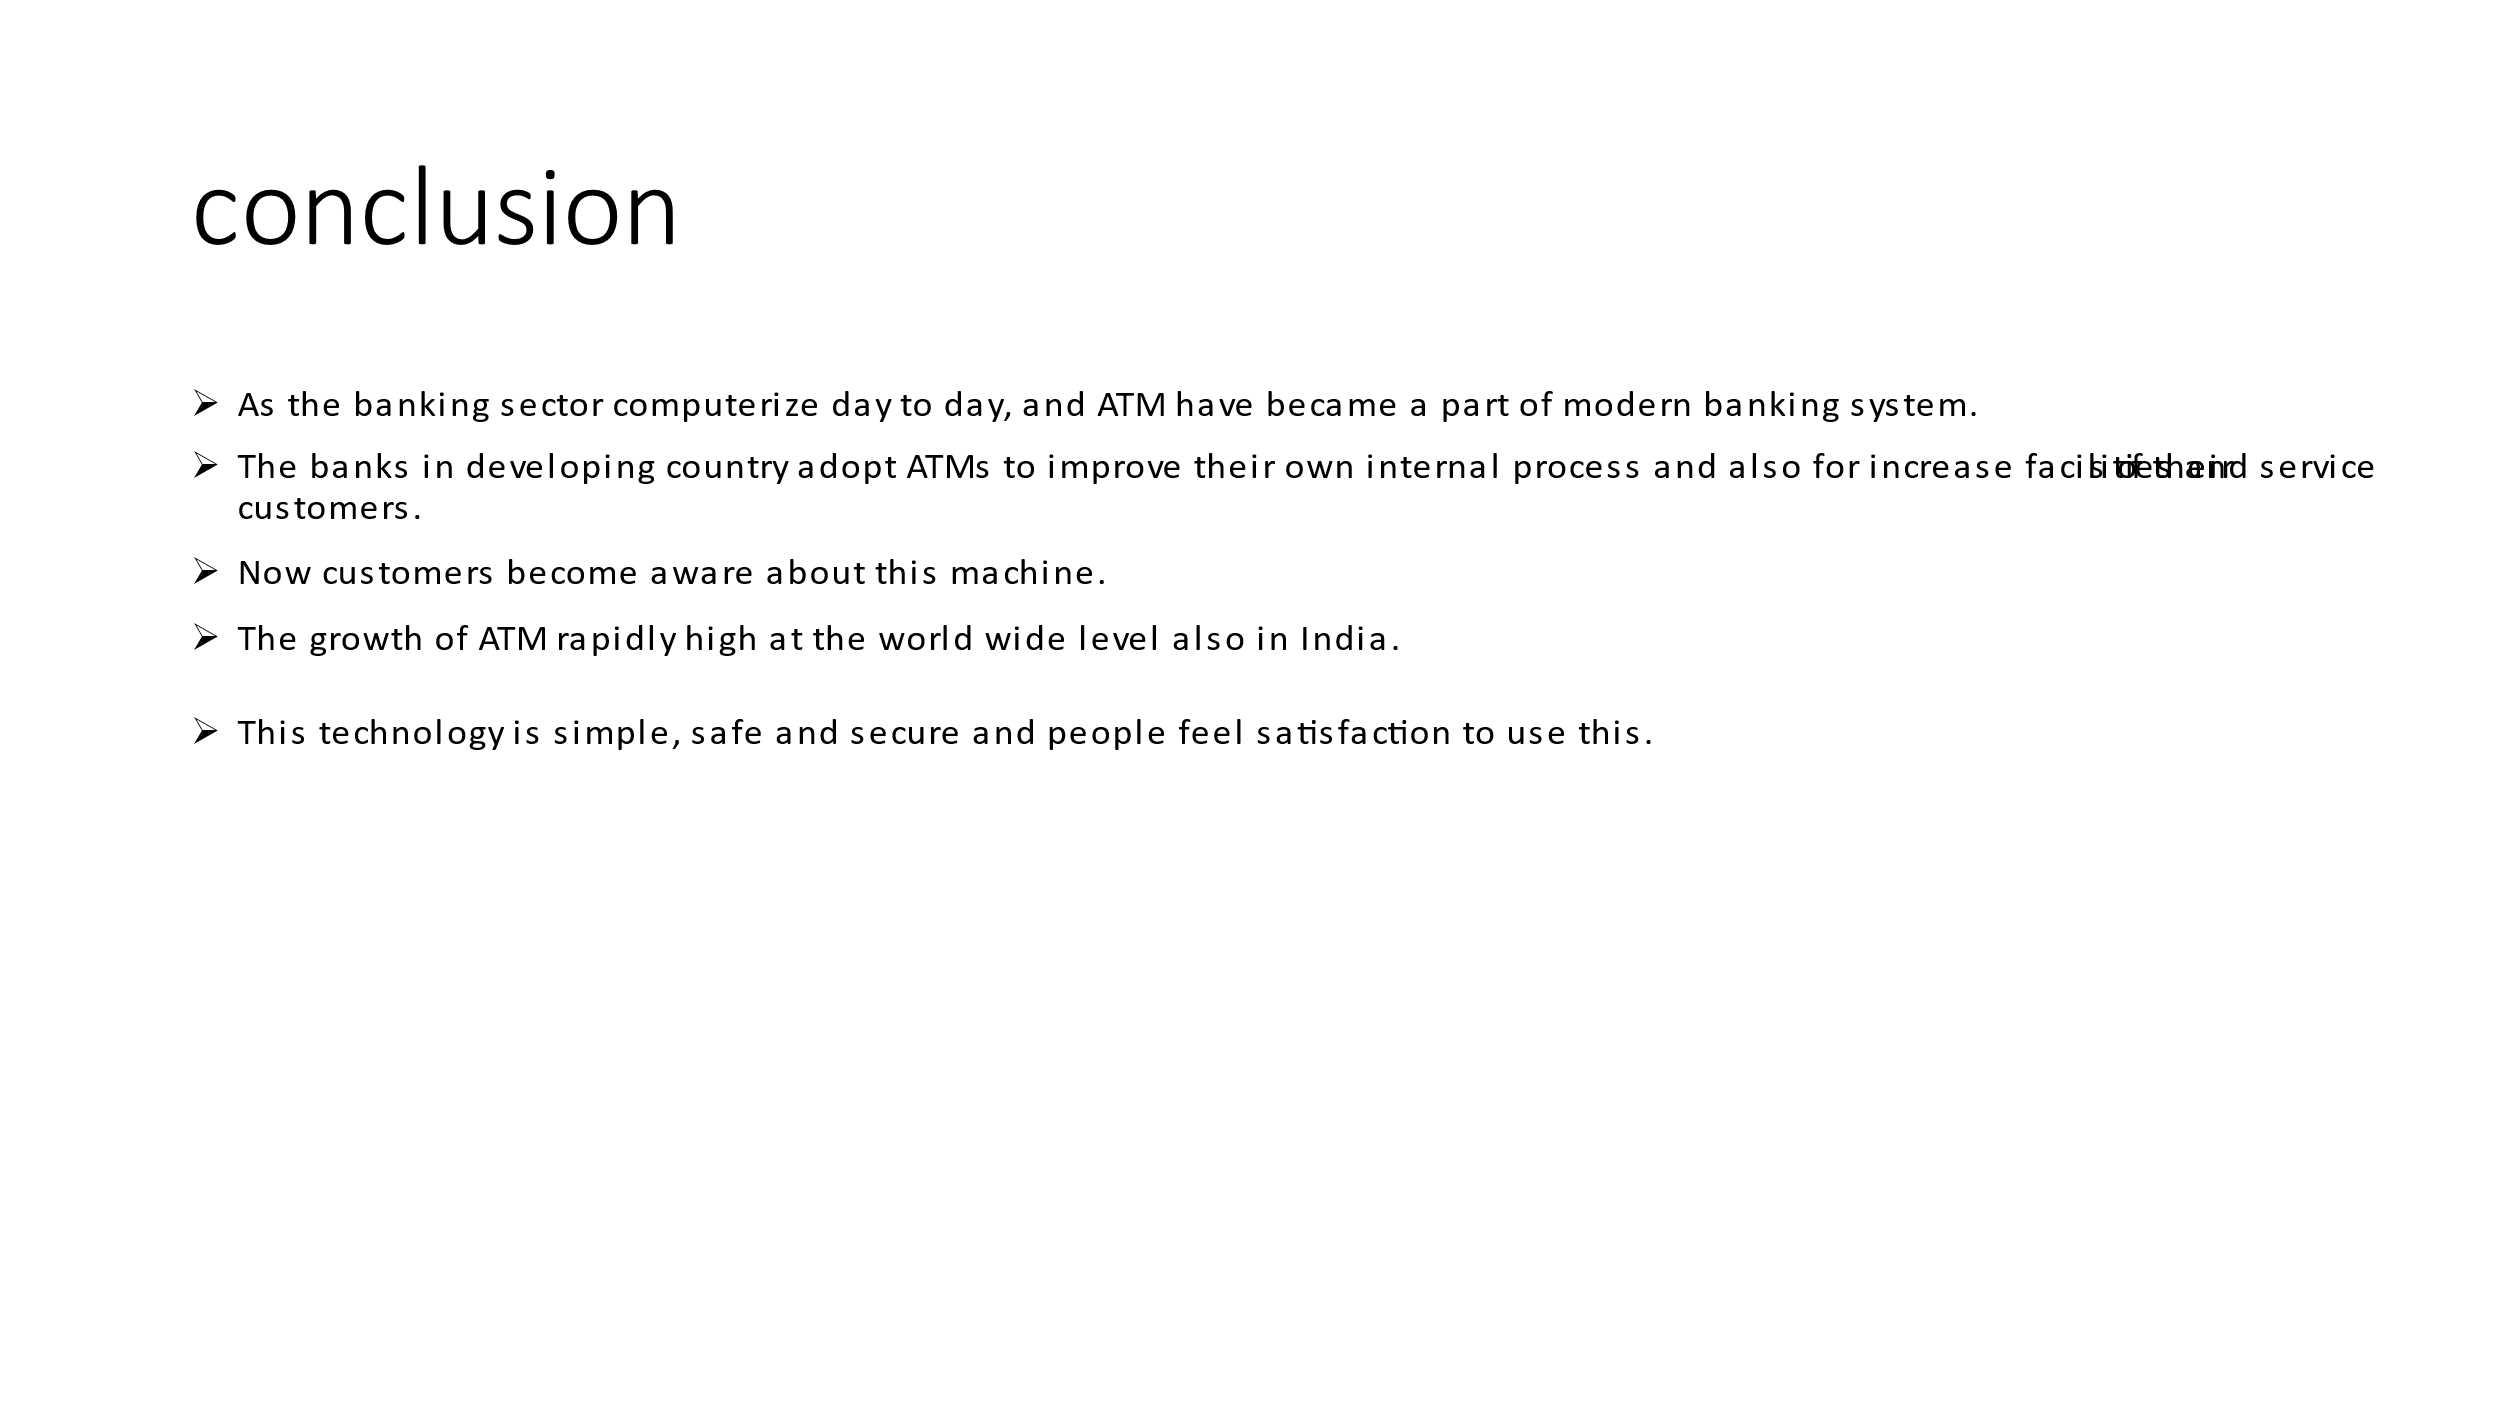 conclusion
➢ As the banking sector computerize day to day, and ATM have became a part of modern banking system.
➢ The banks in developing country adopt ATMs to improve their own internal process and also for increase facilities and service
customers.
➢ Now customers become aware about this machine.
➢ The growth of ATM rapidly high at the world wide level also in India.
➢ This technology is simple, safe and secure and people feel satisfaction to use this.